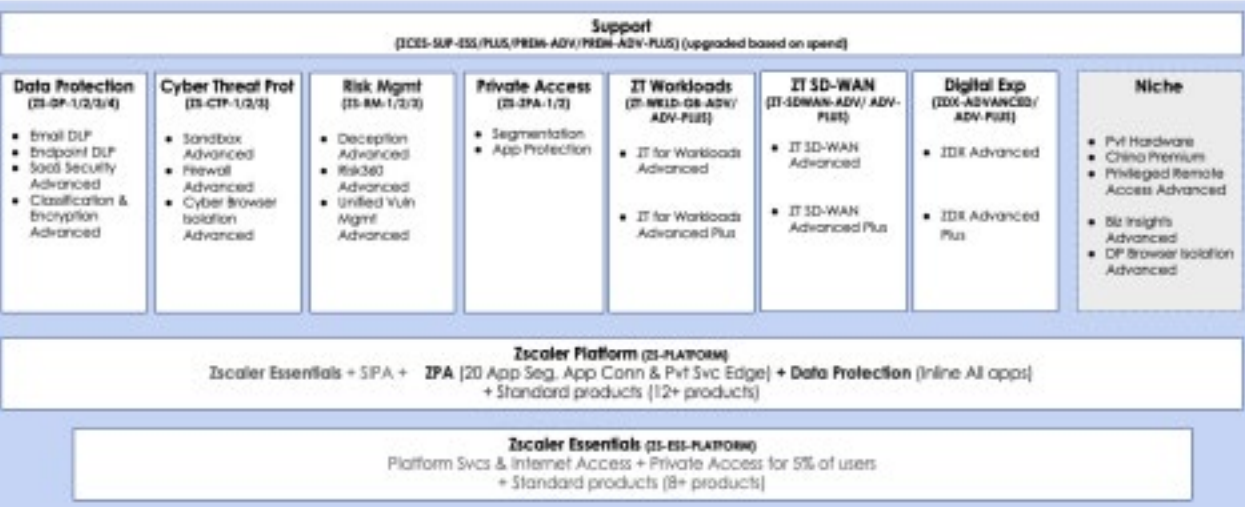 Support
(ZCES-SUP-ESS/PLUS/PREM-ADV/PREM-ADV-PLUS) (upgraded based on spend)
Data Protection
(ZS-DP-1/2/3/4)
• Email DLP
• Endpoint DLP
• SaaS Security
Advanced
• Classification &
Encryption
Advanced
Cyber Threat Prot
(ZS-CTP-1/2/3)
• Sandbox
Advanced
• Firewall
Advanced
• Cyber Browser
Isolation
Advanced
Risk Mgmt
(ZS-RM-1/2/3)
• Deception
Advanced
• Risk360
Advanced
• Unified Vuln
Mgmt
Advanced
Private Access
(ZS-ZPA-1/2)
• Segmentation
• App Protection
ZT Workloads
(ZT-WKLD-GB-ADV/
ADV-PLUS)
• ZT for Workloads
Advanced
• ZT for Workloads
Advanced Plus
ZT SD-WAN
(ZT-SDWAN-ADV/ ADV-
PLUS)
• ZT SD-WAN
Advanced
• ZT SD-WAN
Advanced Plus
Digital Exp
(ZDX-ADVANCED/
ADV-PLUS)
• ZDX Advanced
• ZDX Advanced
Plus
Niche
• Pvt Hardware
• China Premium
• Privileged Remote
Access Advanced
• Biz Insights
Advanced
• DP Browser Isolation
Advanced
Zscaler Platform (ZS-PLATFORM)
Zscaler Essentials + SIPA + ZPA (20 App Seg, App Conn & Pvt Svc Edge) + Data Protection (Inline All apps)
+ Standard products (12+ products)
Zscaler Essentials (ZS-ESS-PLATFORM)
Platform Svcs & Internet Access + Private Access for 5% of users
+ Standard products (8+ products)